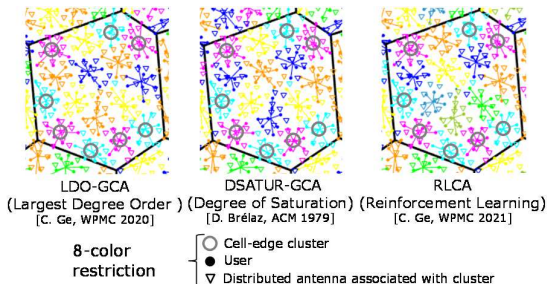 LDO-GCA
(Largest Degree Order )
[C. Ge, WPMC 2020]
DSATUR-GCA
(Degree of Saturation)
[D. Brélaz, ACM 1979]
RLCA
(Reinforcement Learning)
[C. Ge, WPMC 2021]
8-color
restriction
Cell-edge cluster
User
Distributed antenna associated with cluster